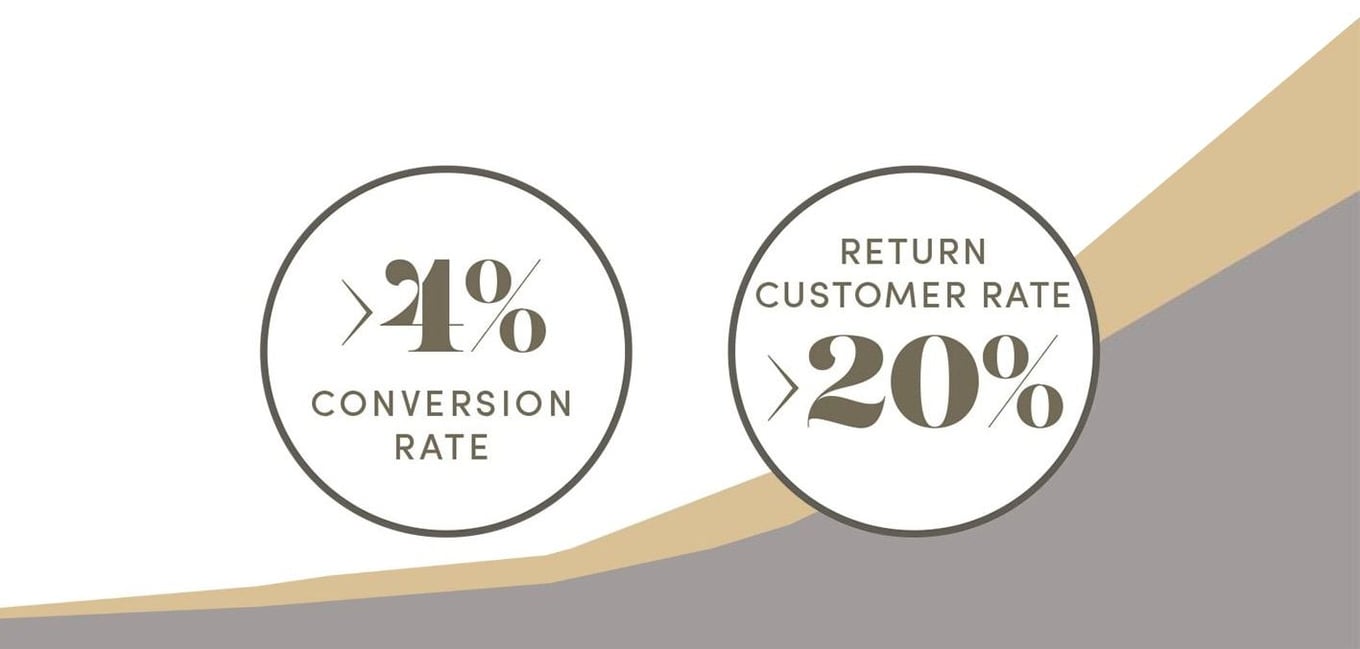 >4%
CONVERSION
RATE
RETURN
CUSTOMER RATE
>20%